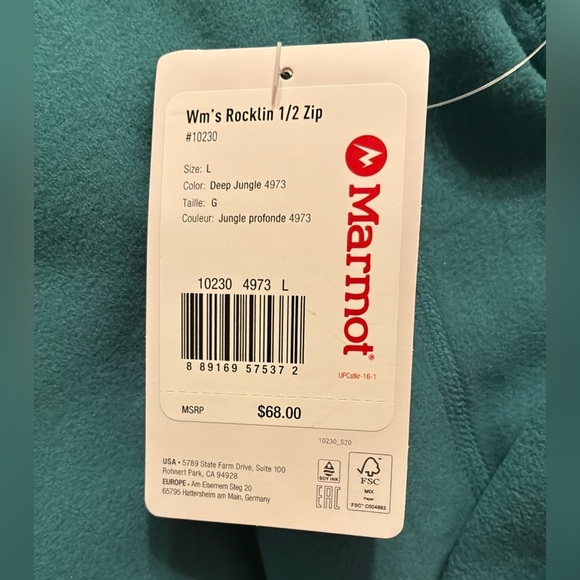 Wm's Rocklin 1/2 Zip
#10230
Size: L
Color: Deep Jungle 4973
Taille: G
Couleur: Jungle profonde 4973
10230 4973 L
8 89169 57537 2
MSRP $68.00
Marmot®
UPCstkr-16-1
10230_S20
USA • 5789 State Farm Drive, Suite 100
Rohnert Park, CA 94928
EUROPE • Am Eisernem Steg 20
65795 Hattersheim am Main, Germany
SOY INK
EAC
FSC
MIX
Paper
FSC® C004883